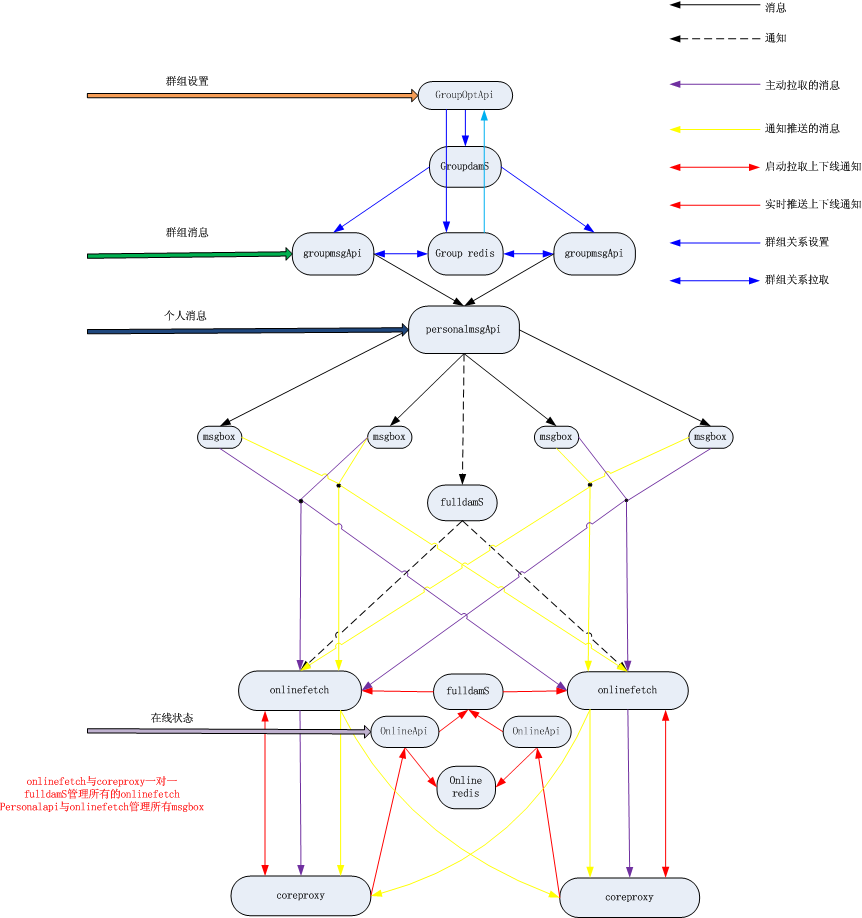 消息
通知
群组设置
GroupOptApi
主动拉取的消息
通知推送的消息
GroupdamS
启动拉取上下线通知
实时推送上下线通知
群组消息
groupmsgApi
Group redis
groupmsgApi
群组关系设置
群组关系拉取
个人消息
personalmsgApi
msgbox
msgbox
msgbox
msgbox
fulldamS
onlinefetch
fulldamS
onlinefetch
在线状态
OnlineApi
OnlineApi
Online
redis
onlinefetch与coreproxy一对一
fulldamS管理所有的onlinefetch
Personalapi与onlinefetch管理所有msgbox
coreproxy
coreproxy